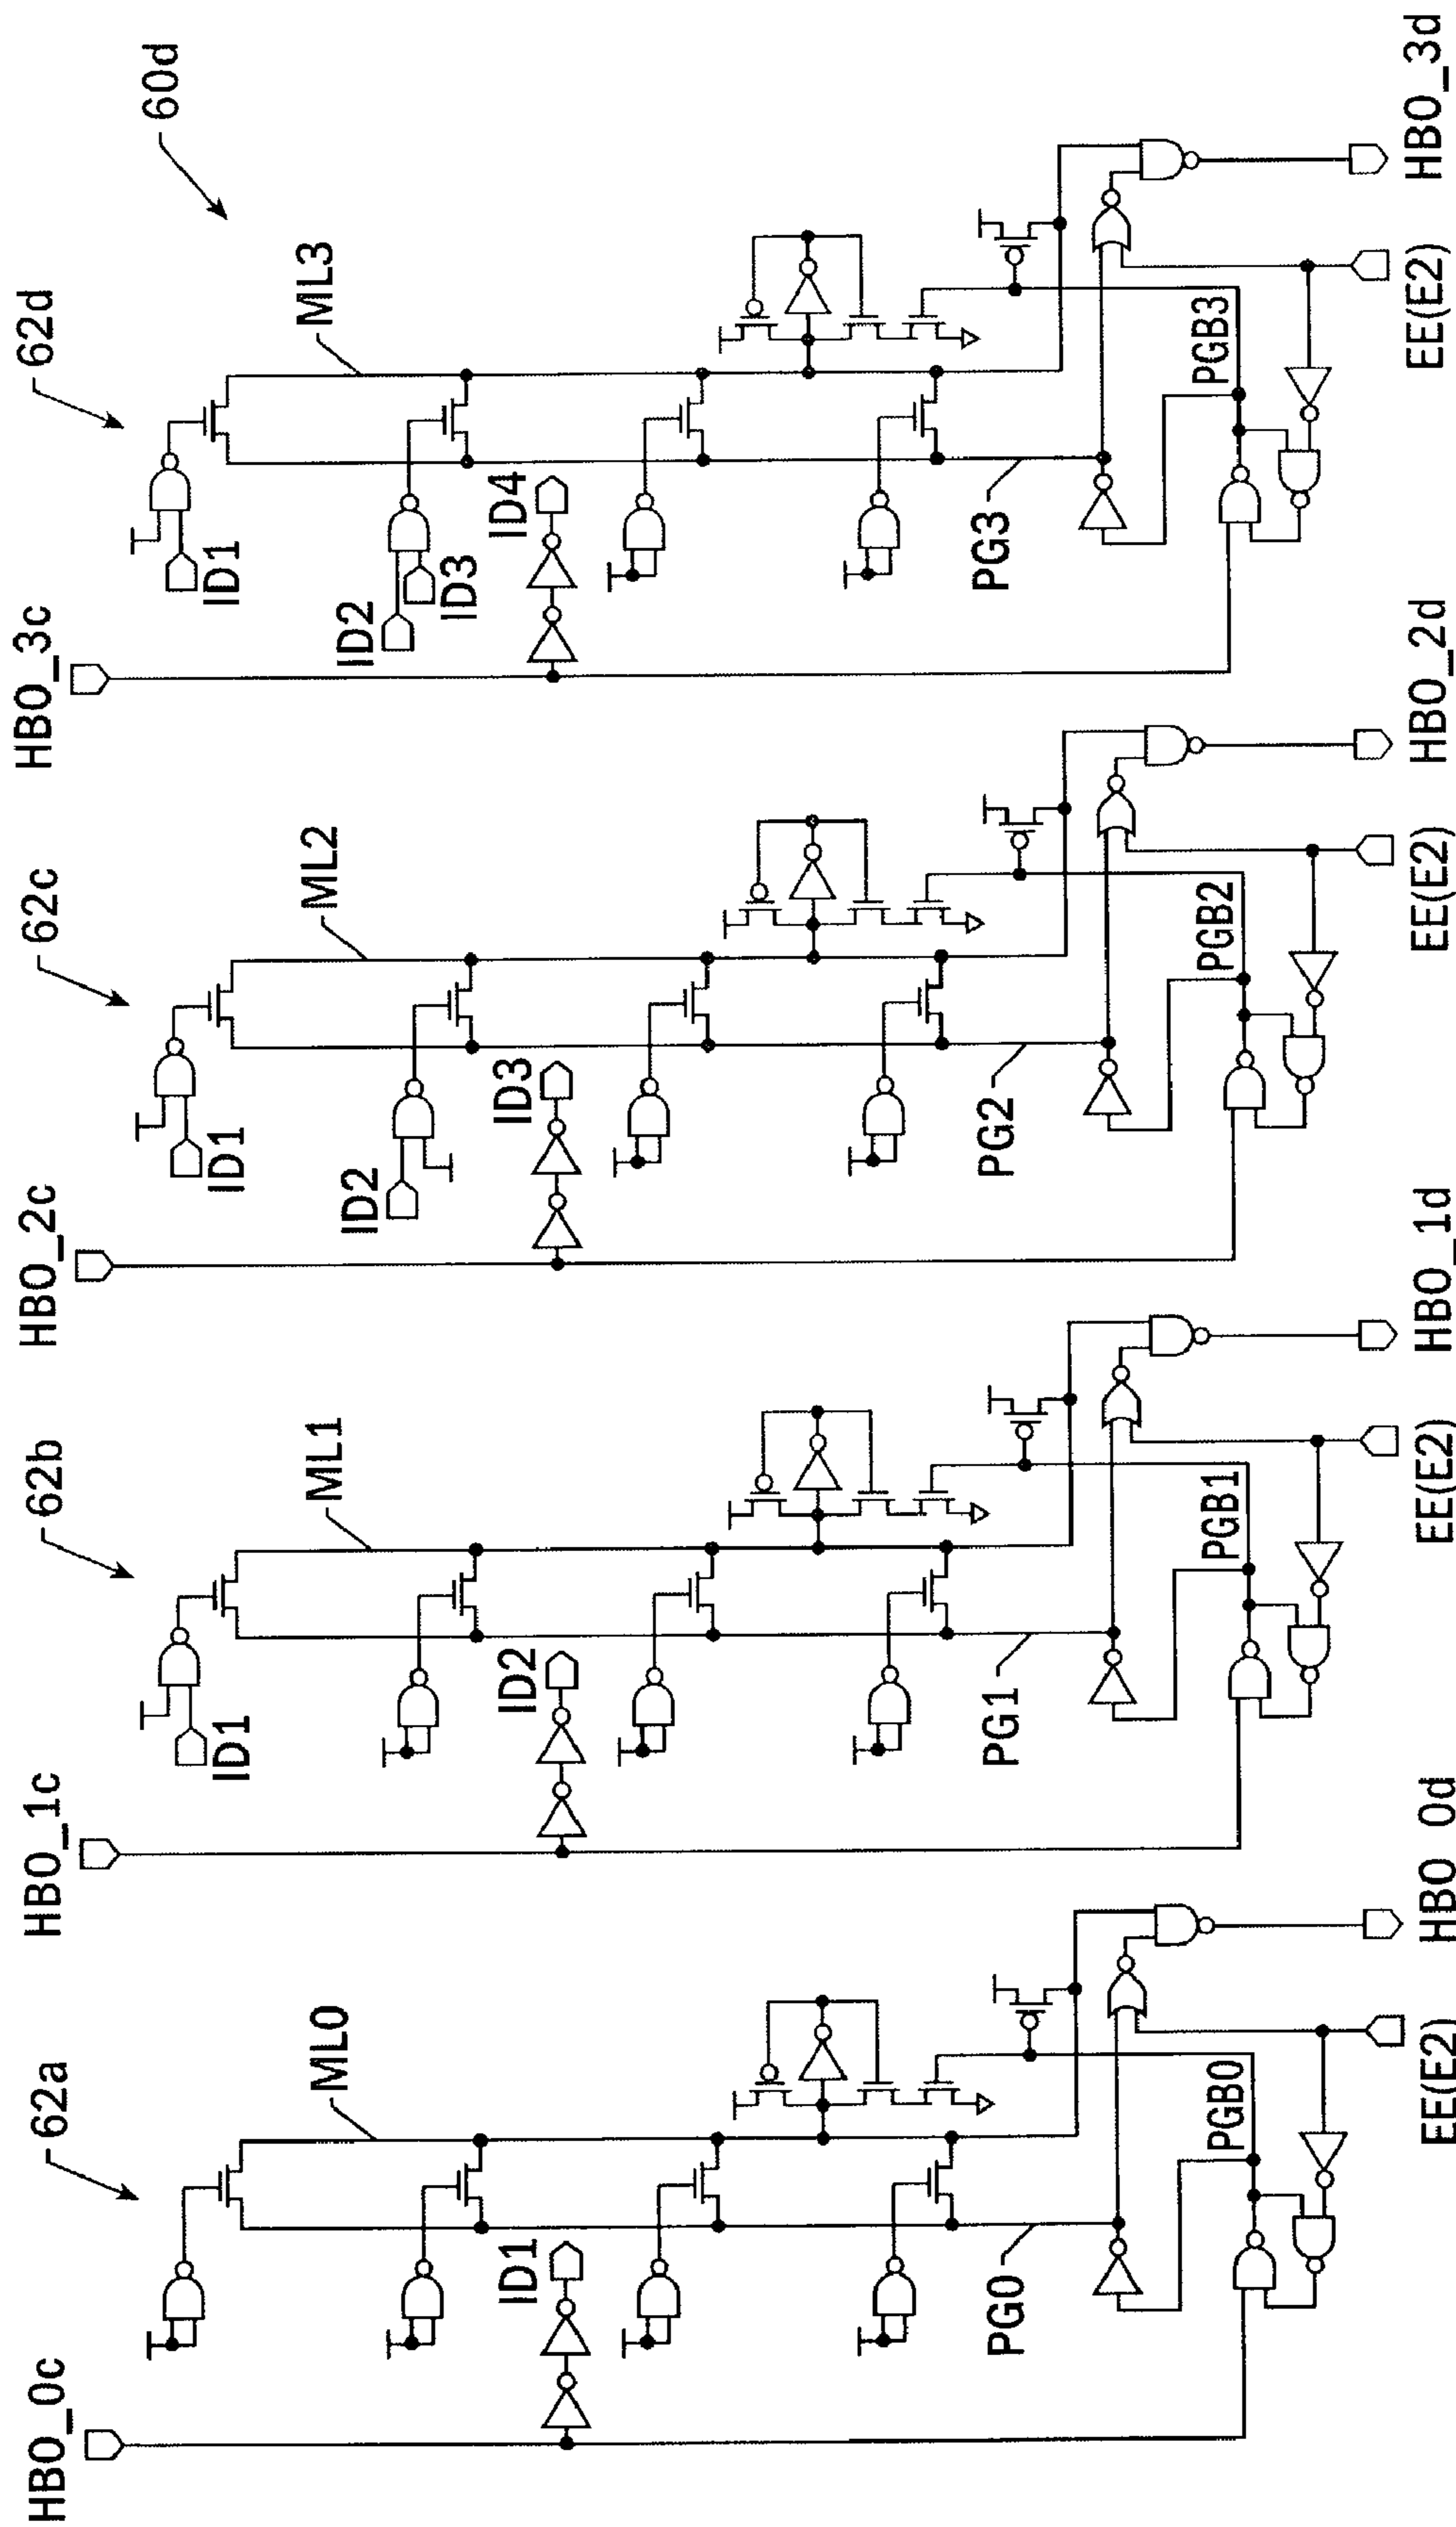 60d
62d
ML3
HBO_3c
ID1
ID2
ID3
ID4
PG3
PGB3
EE(E2)
HBO_3d
62c
ML2
HBO_2c
ID1
ID2
ID3
PG2
PGB2
EE(E2)
HBO_2d
62b
ML1
HBO_1c
ID1
ID2
PG1
PGB1
EE(E2)
HBO_1d
62a
ML0
HBO_0c
ID1
PG0
PGB0
EE(E2)
HBO 0d